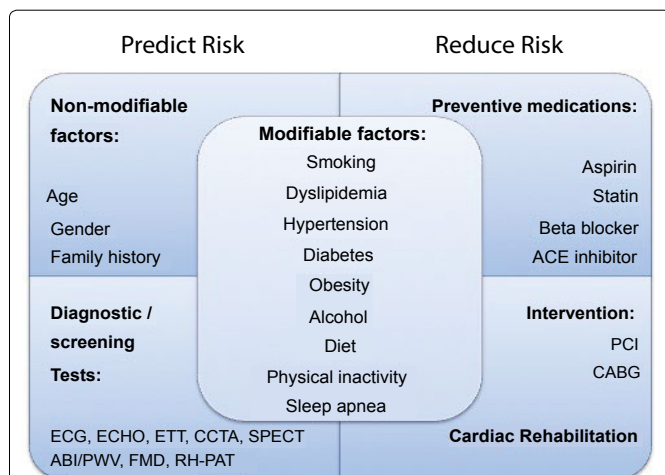 Predict Risk
Reduce Risk
Non-modifiable
factors:
Age
Gender
Family history
Modifiable factors:
Smoking
Dyslipidemia
Hypertension
Diabetes
Obesity
Alcohol
Diet
Physical inactivity
Sleep apnea
Preventive medications:
Aspirin
Statin
Beta blocker
ACE inhibitor
Diagnostic /
screening
Tests:
ECG, ECHO, ETT, CCTA, SPECT
ABI/PWV, FMD, RH-PAT
Intervention:
PCI
CABG
Cardiac Rehabilitation